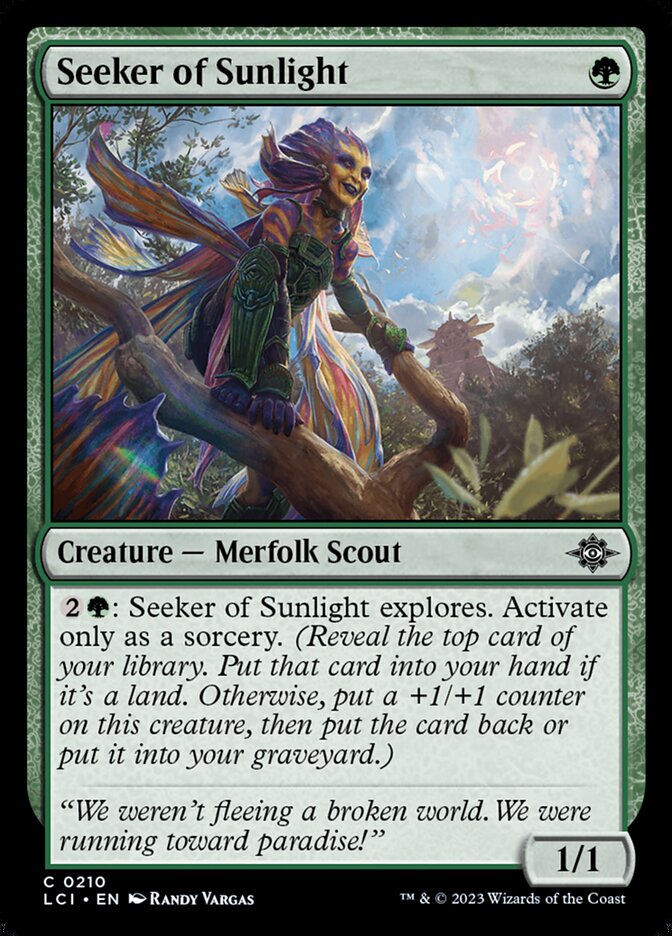 Seeker of Sunlight
Creature — Merfolk Scout
2: Seeker of Sunlight explores. Activate
only as a sorcery. (Reveal the top card of
your library. Put that card into your hand if
it's a land. Otherwise, put a +1/+1 counter
on this creature, then put the card back or
put it into your graveyard.)
“We weren't fleeing a broken world. We were
running toward paradise!”
1/1
C 0210
LCI • EN Randy Vargas
™ & © 2023 Wizards of the Coast